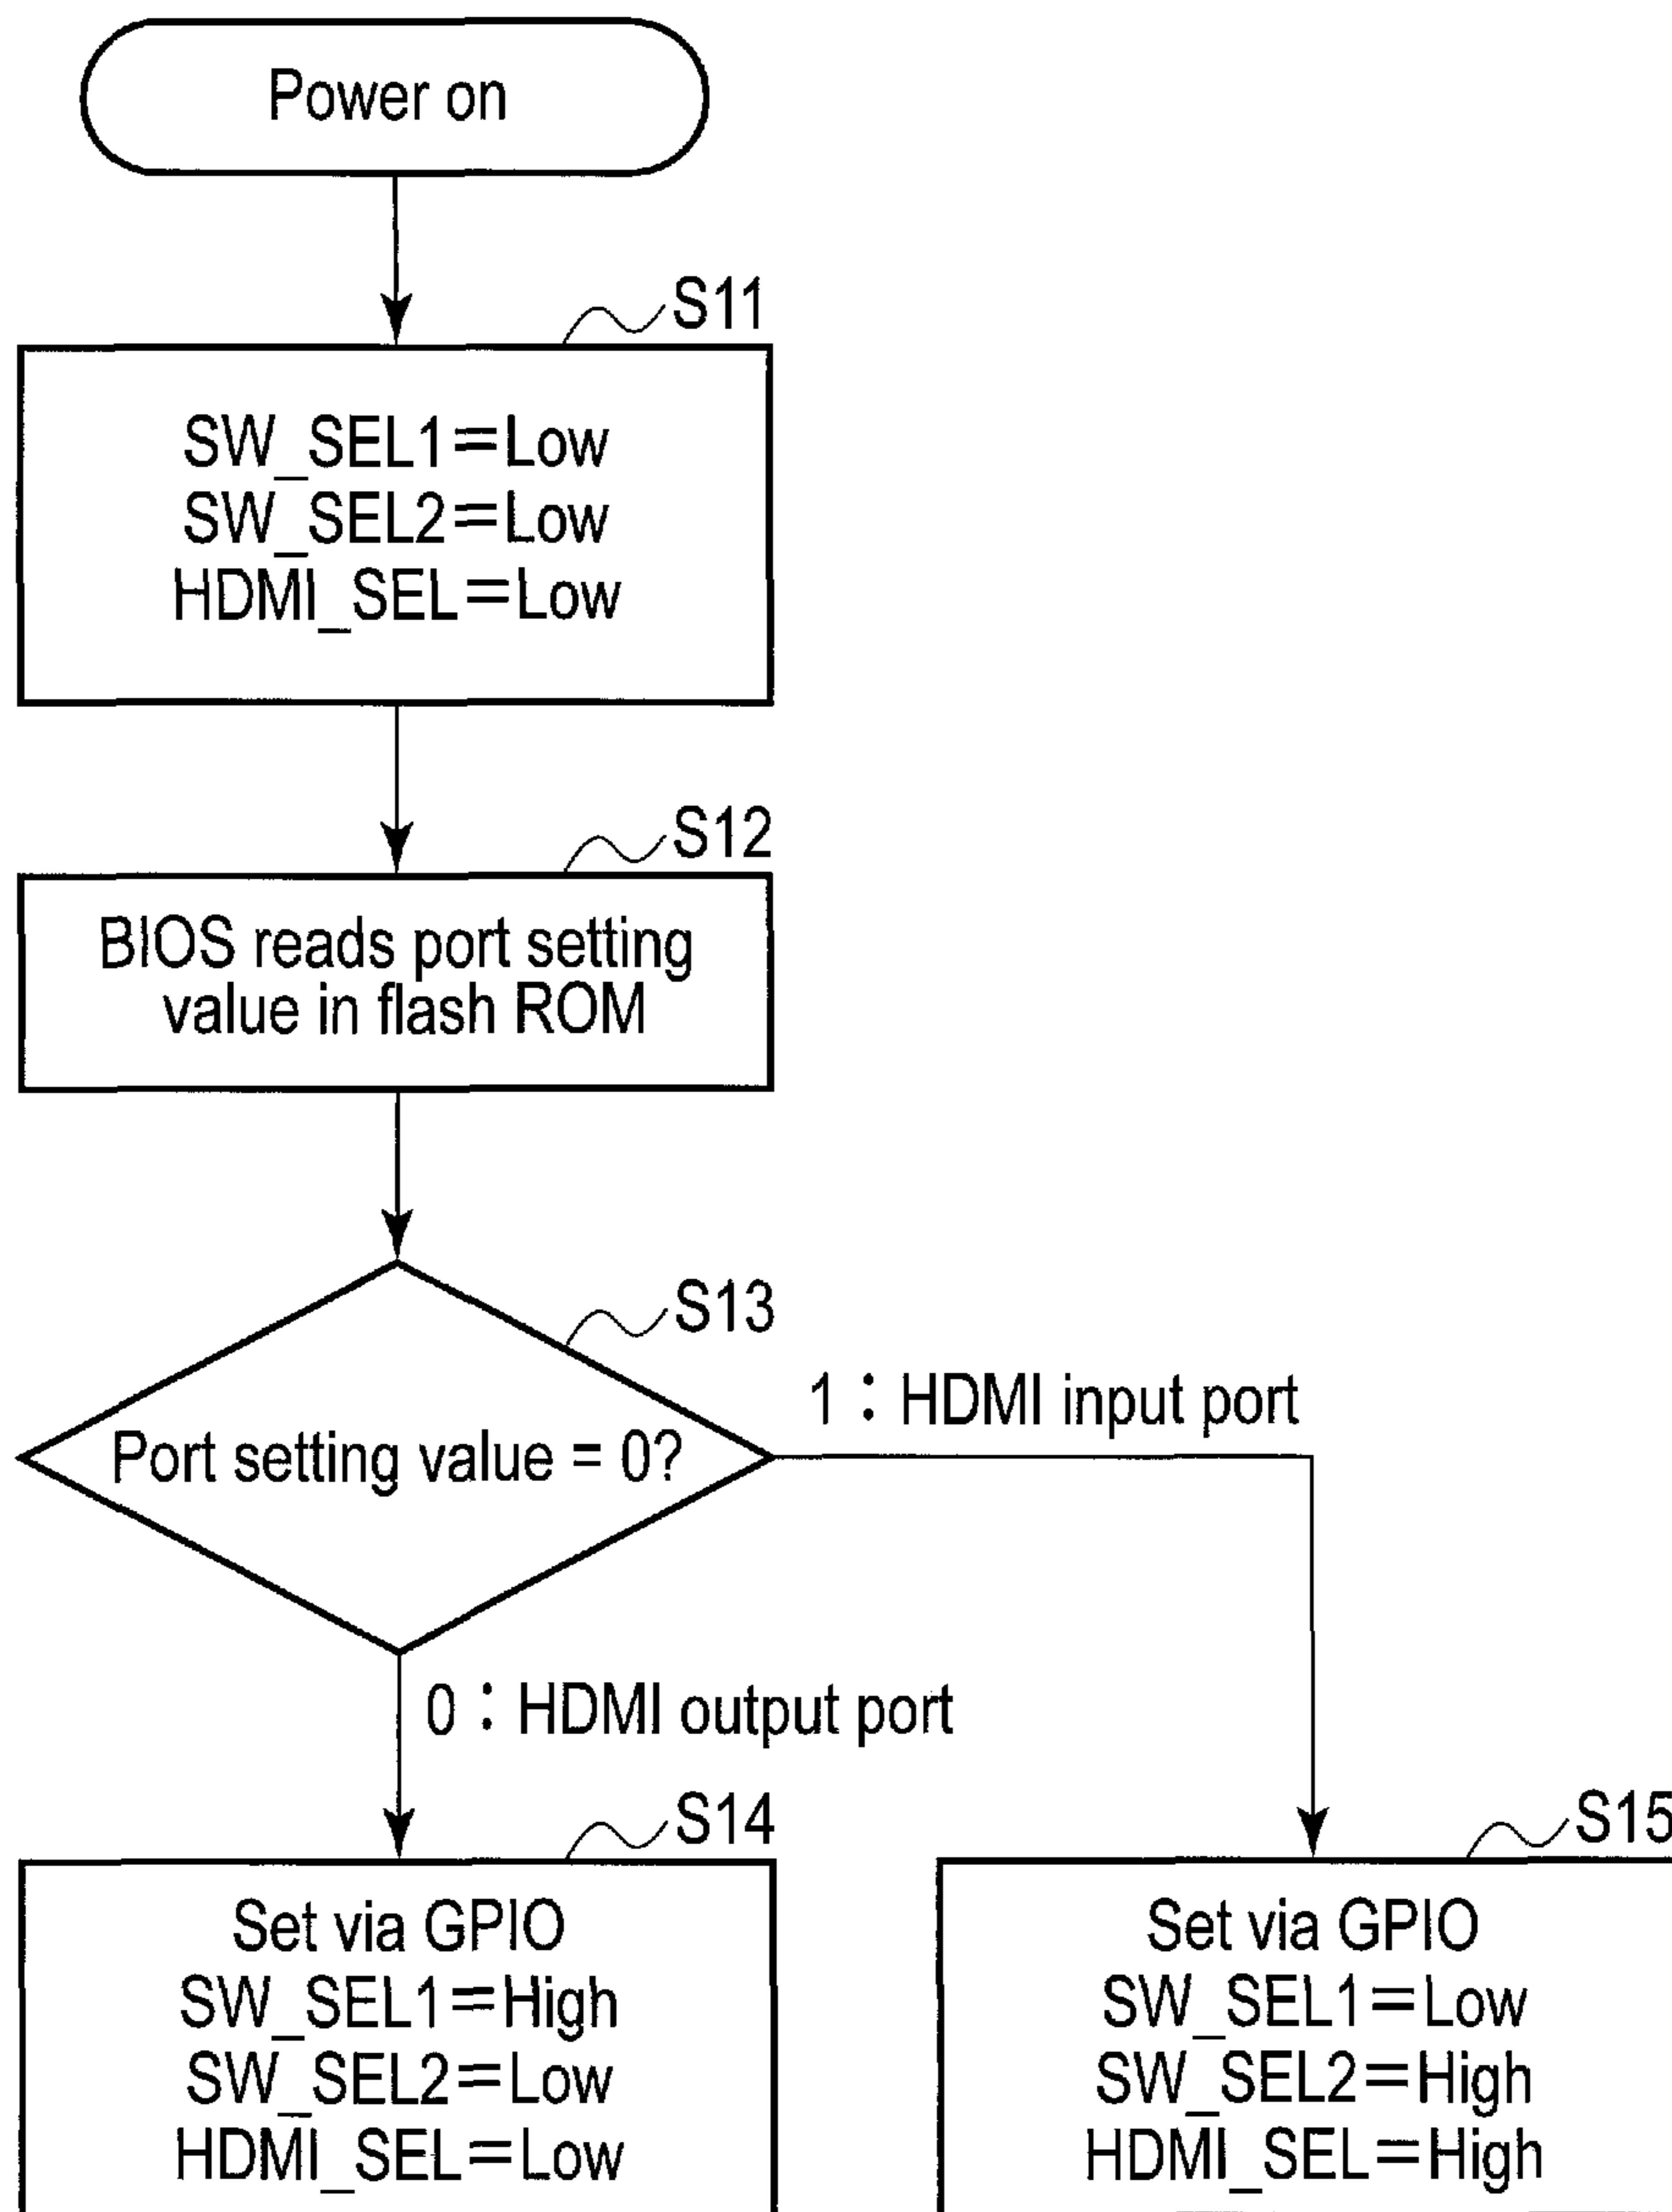 Power on
S11
SW_SEL1=Low
SW_SEL2=Low
HDMI_SEL=Low
S12
BIOS reads port setting
value in flash ROM
S13
1 : HDMI input port
Port setting value = 0?
0 : HDMI output port
S14
Set via GPIO
SW_SEL1=High
SW_SEL2=Low
HDMI_SEL=Low
S15
Set via GPIO
SW_SEL1=Low
SW_SEL2=High
HDMI_SEL=High